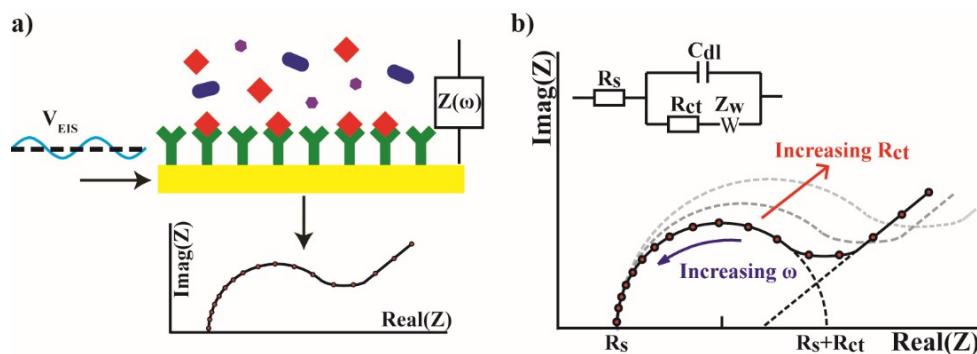 a)
V_EIS
Z(ω)
Imag(Z)
Real(Z)
b)
Imag(Z)
Cdl
Rs
Rct Zw
W
Increasing Rct
Increasing ω
Rs
Rs+Rct
Real(Z)